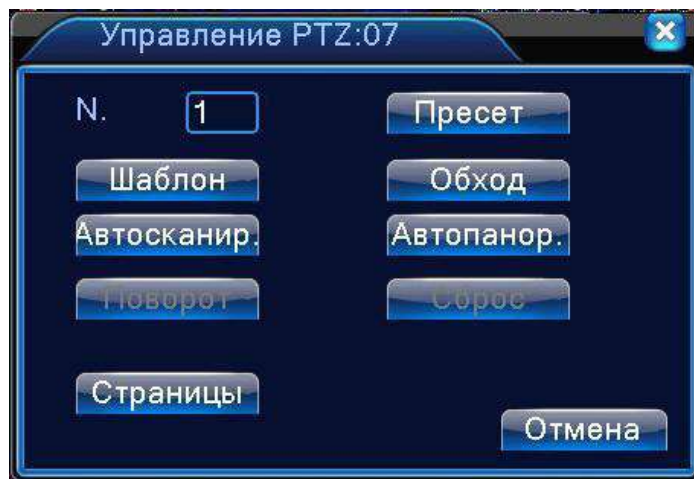 Управление PTZ:07
N. 1 Пресет
Шаблон Обход
Автосканир. Автопанор.
Поворот Сброс
Страницы
Отмена